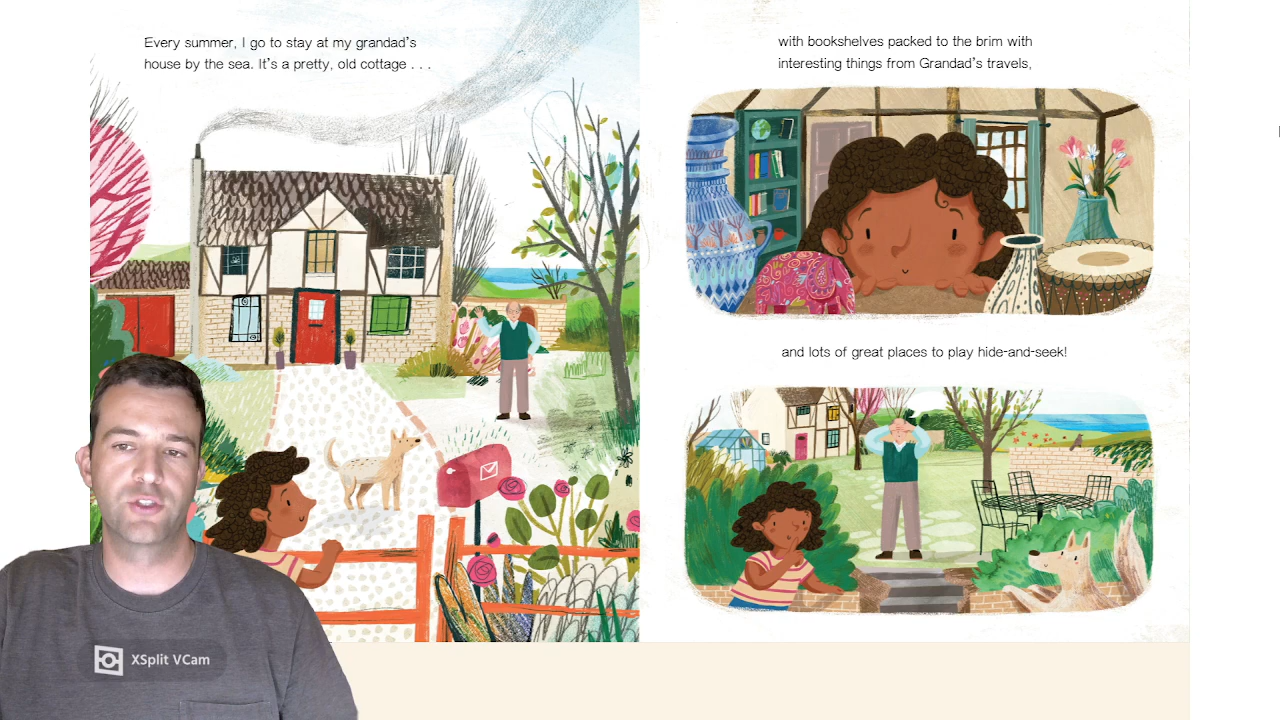 Every summer, I go to stay at my grandad's
house by the sea. It's a pretty, old cottage . . .
with bookshelves packed to the brim with
interesting things from Grandad's travels,
and lots of great places to play hide-and-seek!
XSplit VCam